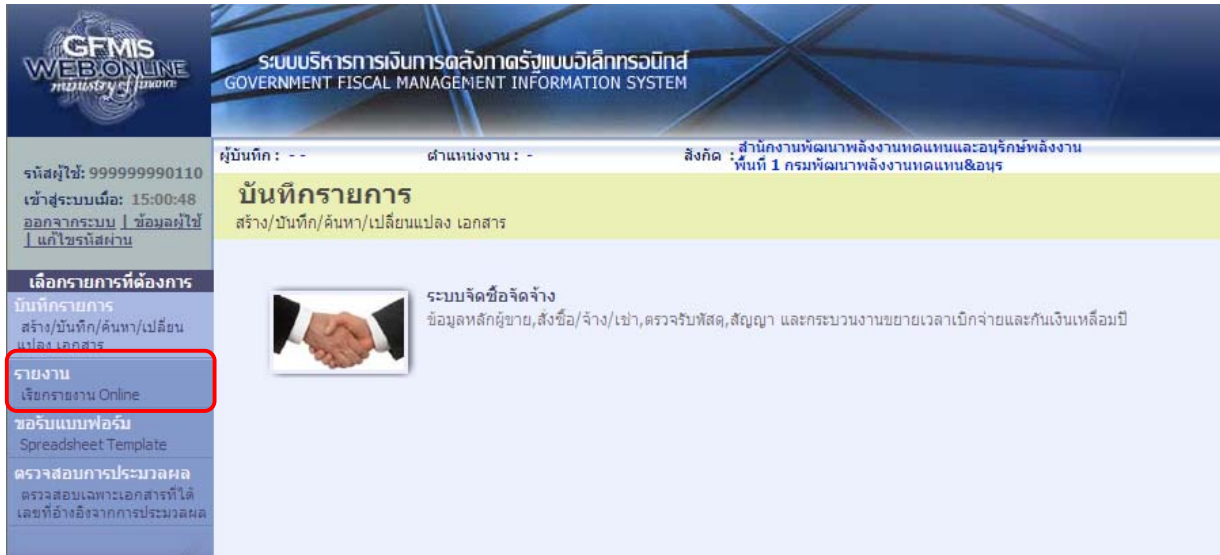 GFMIS
WEB ONLINE
ministry of finance
ระบบบริหารการเงินการคลังภาครัฐแบบอิเล็กทรอนิกส์
GOVERNMENT FISCAL MANAGEMENT INFORMATION SYSTEM
ผู้บันทึก : - - ตำแหน่งงาน : - สังกัด : สำนักงานพัฒนาพลังงานทดแทนและอนุรักษ์พลังงาน
พื้นที่ 1 กรมพัฒนาพลังงานทดแทน&อนุร
รหัสผู้ใช้: 999999990110
เข้าสู่ระบบเมื่อ: 15:00:48
ออกจากระบบ | ข้อมูลผู้ใช้
| แก้ไขรหัสผ่าน
เลือกรายการที่ต้องการ
บันทึกรายการ
สร้าง/บันทึก/ค้นหา/เปลี่ยน
แปลง เอกสาร
รายงาน
เรียกรายงาน Online
ขอรับแบบฟอร์ม
Spreadsheet Template
ตรวจสอบการประมวลผล
ตรวจสอบเฉพาะเอกสารที่ได้
เลขที่อ้างอิงจากการประมวลผล
บันทึกรายการ
สร้าง/บันทึก/ค้นหา/เปลี่ยนแปลง เอกสาร
ระบบจัดซื้อจัดจ้าง
ข้อมูลหลักผู้ขาย,สั่งซื้อ/จ้าง/เช่า,ตรวจรับพัสดุ,สัญญา และกระบวนงานขยายเวลาเบิกจ่ายและกันเงินเหลื่อมปี